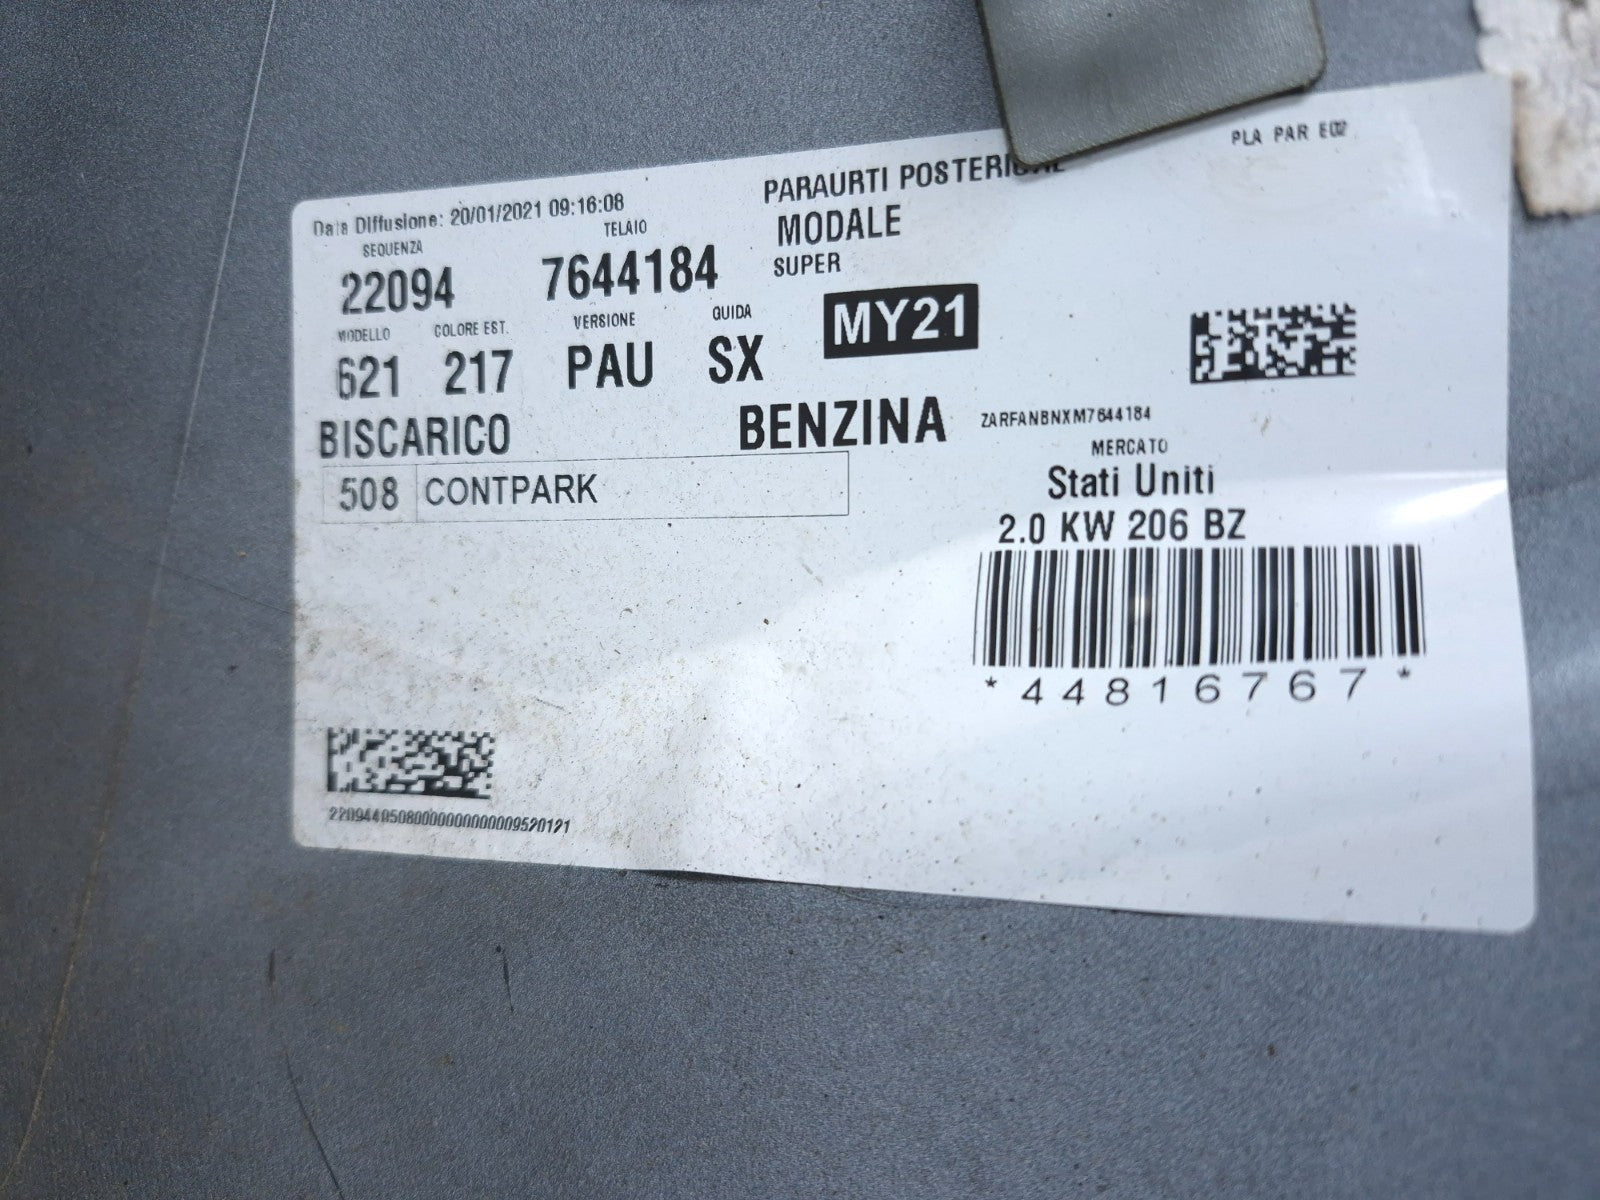 PLA PAR E02
PARAURTI POSTERIORE
Data Diffusione: 20/01/2021 09:16:08
MODALE
SEQUENZA TELAIO
SUPER
22094 7644184
MODELLO COLORE EST. VERSIONE GUIDA
MY21
621 217 PAU SX
BISCARICO BENZINA
ZARFANBNXM7644184
MERCATO
508 CONTPARK
Stati Uniti
2.0 KW 206 BZ
*44816767*